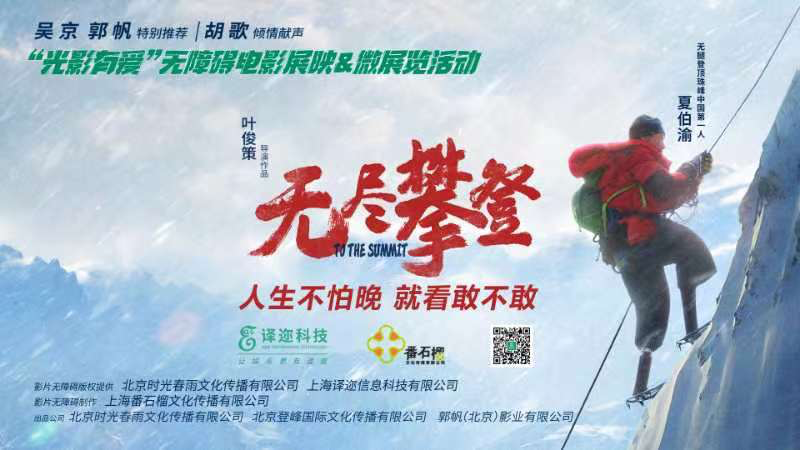 吴京 郭帆 特别推荐 胡歌 倾情献声
“光影有爱”无障碍电影展映&微展览活动
无腿登顶珠峰中国第一人
夏伯渝
叶俊策
导演作品
无尽攀登
TO THE SUMMIT
人生不怕晚 就看敢不敢
译迩科技
番石榴
影片无障碍版权提供 北京时光春雨文化传播有限公司 上海译迩信息科技有限公司
影片无障碍制作 上海番石榴文化传播有限公司
出品公司 北京时光春雨文化传播有限公司 北京登峰国际文化传播有限公司 郭帆(北京)影业有限公司